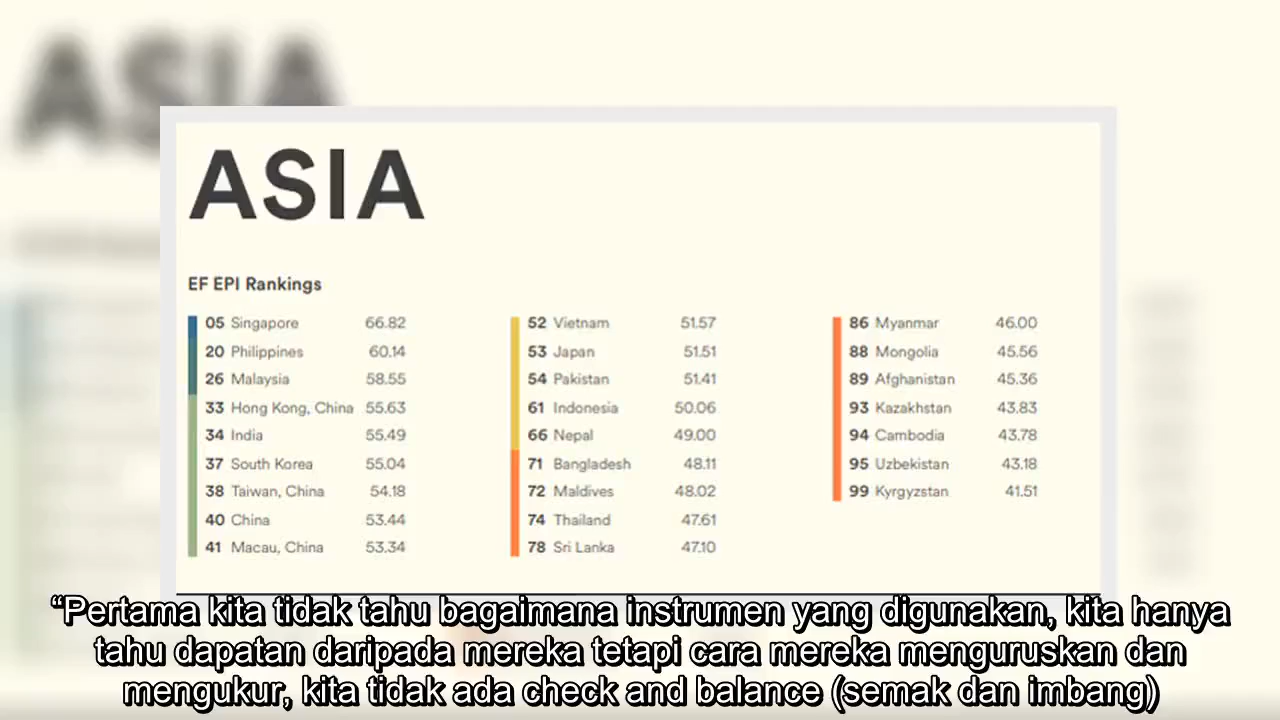 ASIA
ASIA
EF EPI Rankings
05 Singapore 66.82
20 Philippines 60.14
26 Malaysia 58.55
33 Hong Kong, China 55.63
34 India 55.49
37 South Korea 55.04
38 Taiwan, China 54.18
40 China 53.44
41 Macau, China 53.34
52 Vietnam 51.57
53 Japan 51.51
54 Pakistan 51.41
61 Indonesia 50.06
66 Nepal 49.00
71 Bangladesh 48.11
72 Maldives 48.02
74 Thailand 47.61
78 Sri Lanka 47.10
86 Myanmar 46.00
88 Mongolia 45.56
89 Afghanistan 45.36
93 Kazakhstan 43.83
94 Cambodia 43.78
95 Uzbekistan 43.18
99 Kyrgyzstan 41.51
“Pertama kita tidak tahu bagaimana instrumen yang digunakan, kita hanya
tahu dapatan daripada mereka tetapi cara mereka menguruskan dan
mengukur, kita tidak ada check and balance (semak dan imbang)